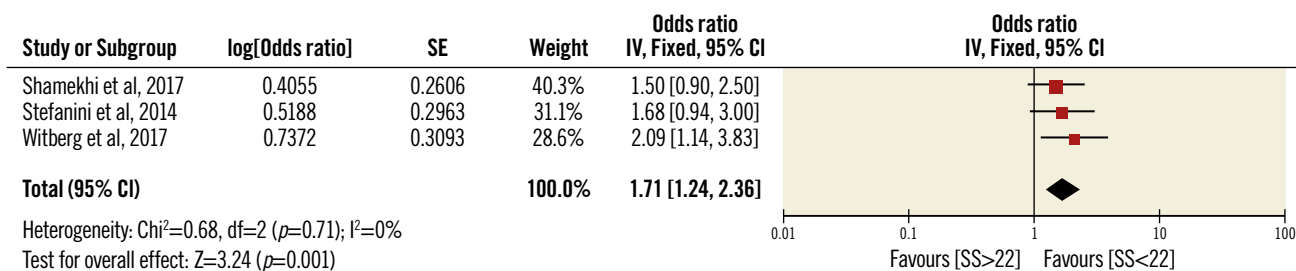 Odds ratio Odds ratio
Study or Subgroup log[Odds ratio] SE Weight IV, Fixed, 95% CI IV, Fixed, 95% CI
Shamekhi et al, 2017 0.4055 0.2606 40.3% 1.50 [0.90, 2.50]
Stefanini et al, 2014 0.5188 0.2963 31.1% 1.68 [0.94, 3.00]
Witberg et al, 2017 0.7372 0.3093 28.6% 2.09 [1.14, 3.83]
Total (95% CI) 100.0% 1.71 [1.24, 2.36]
Heterogeneity: Chi²=0.68, df=2 (p=0.71); I²=0%
Test for overall effect: Z=3.24 (p=0.001)
0.01 0.1 1 10 100
Favours [SS>22] Favours [SS<22]